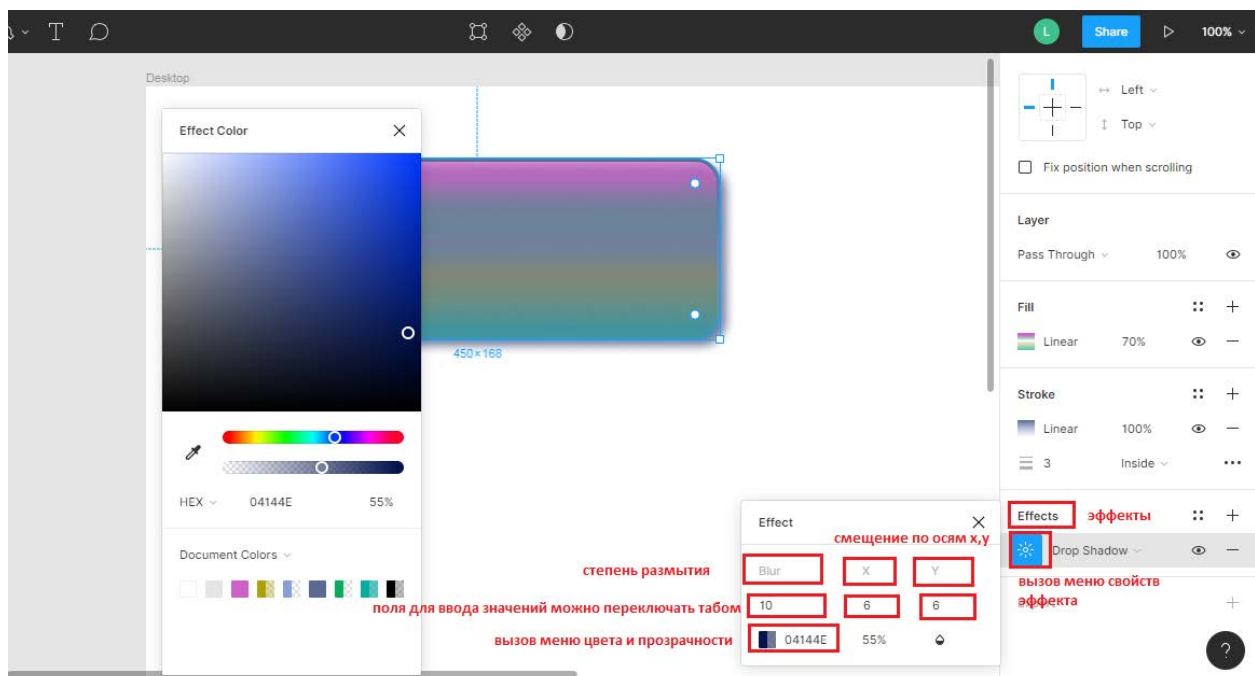 T
L
Share
100%
Desktop
Effect Color
450×168
HEX
04144E
55%
Document Colors
Left
Top
Fix position when scrolling
Layer
Pass Through
100%
Fill
Linear
70%
Stroke
Linear
100%
3
Inside
Effects
эффекты
Drop Shadow
вызов меню свойств
эффекта
Effect
смещение по осям x,y
степень размытия
Blur
X
Y
поля для ввода значений можно переключать табом
10
6
6
вызов меню цвета и прозрачности
04144E
55%
?